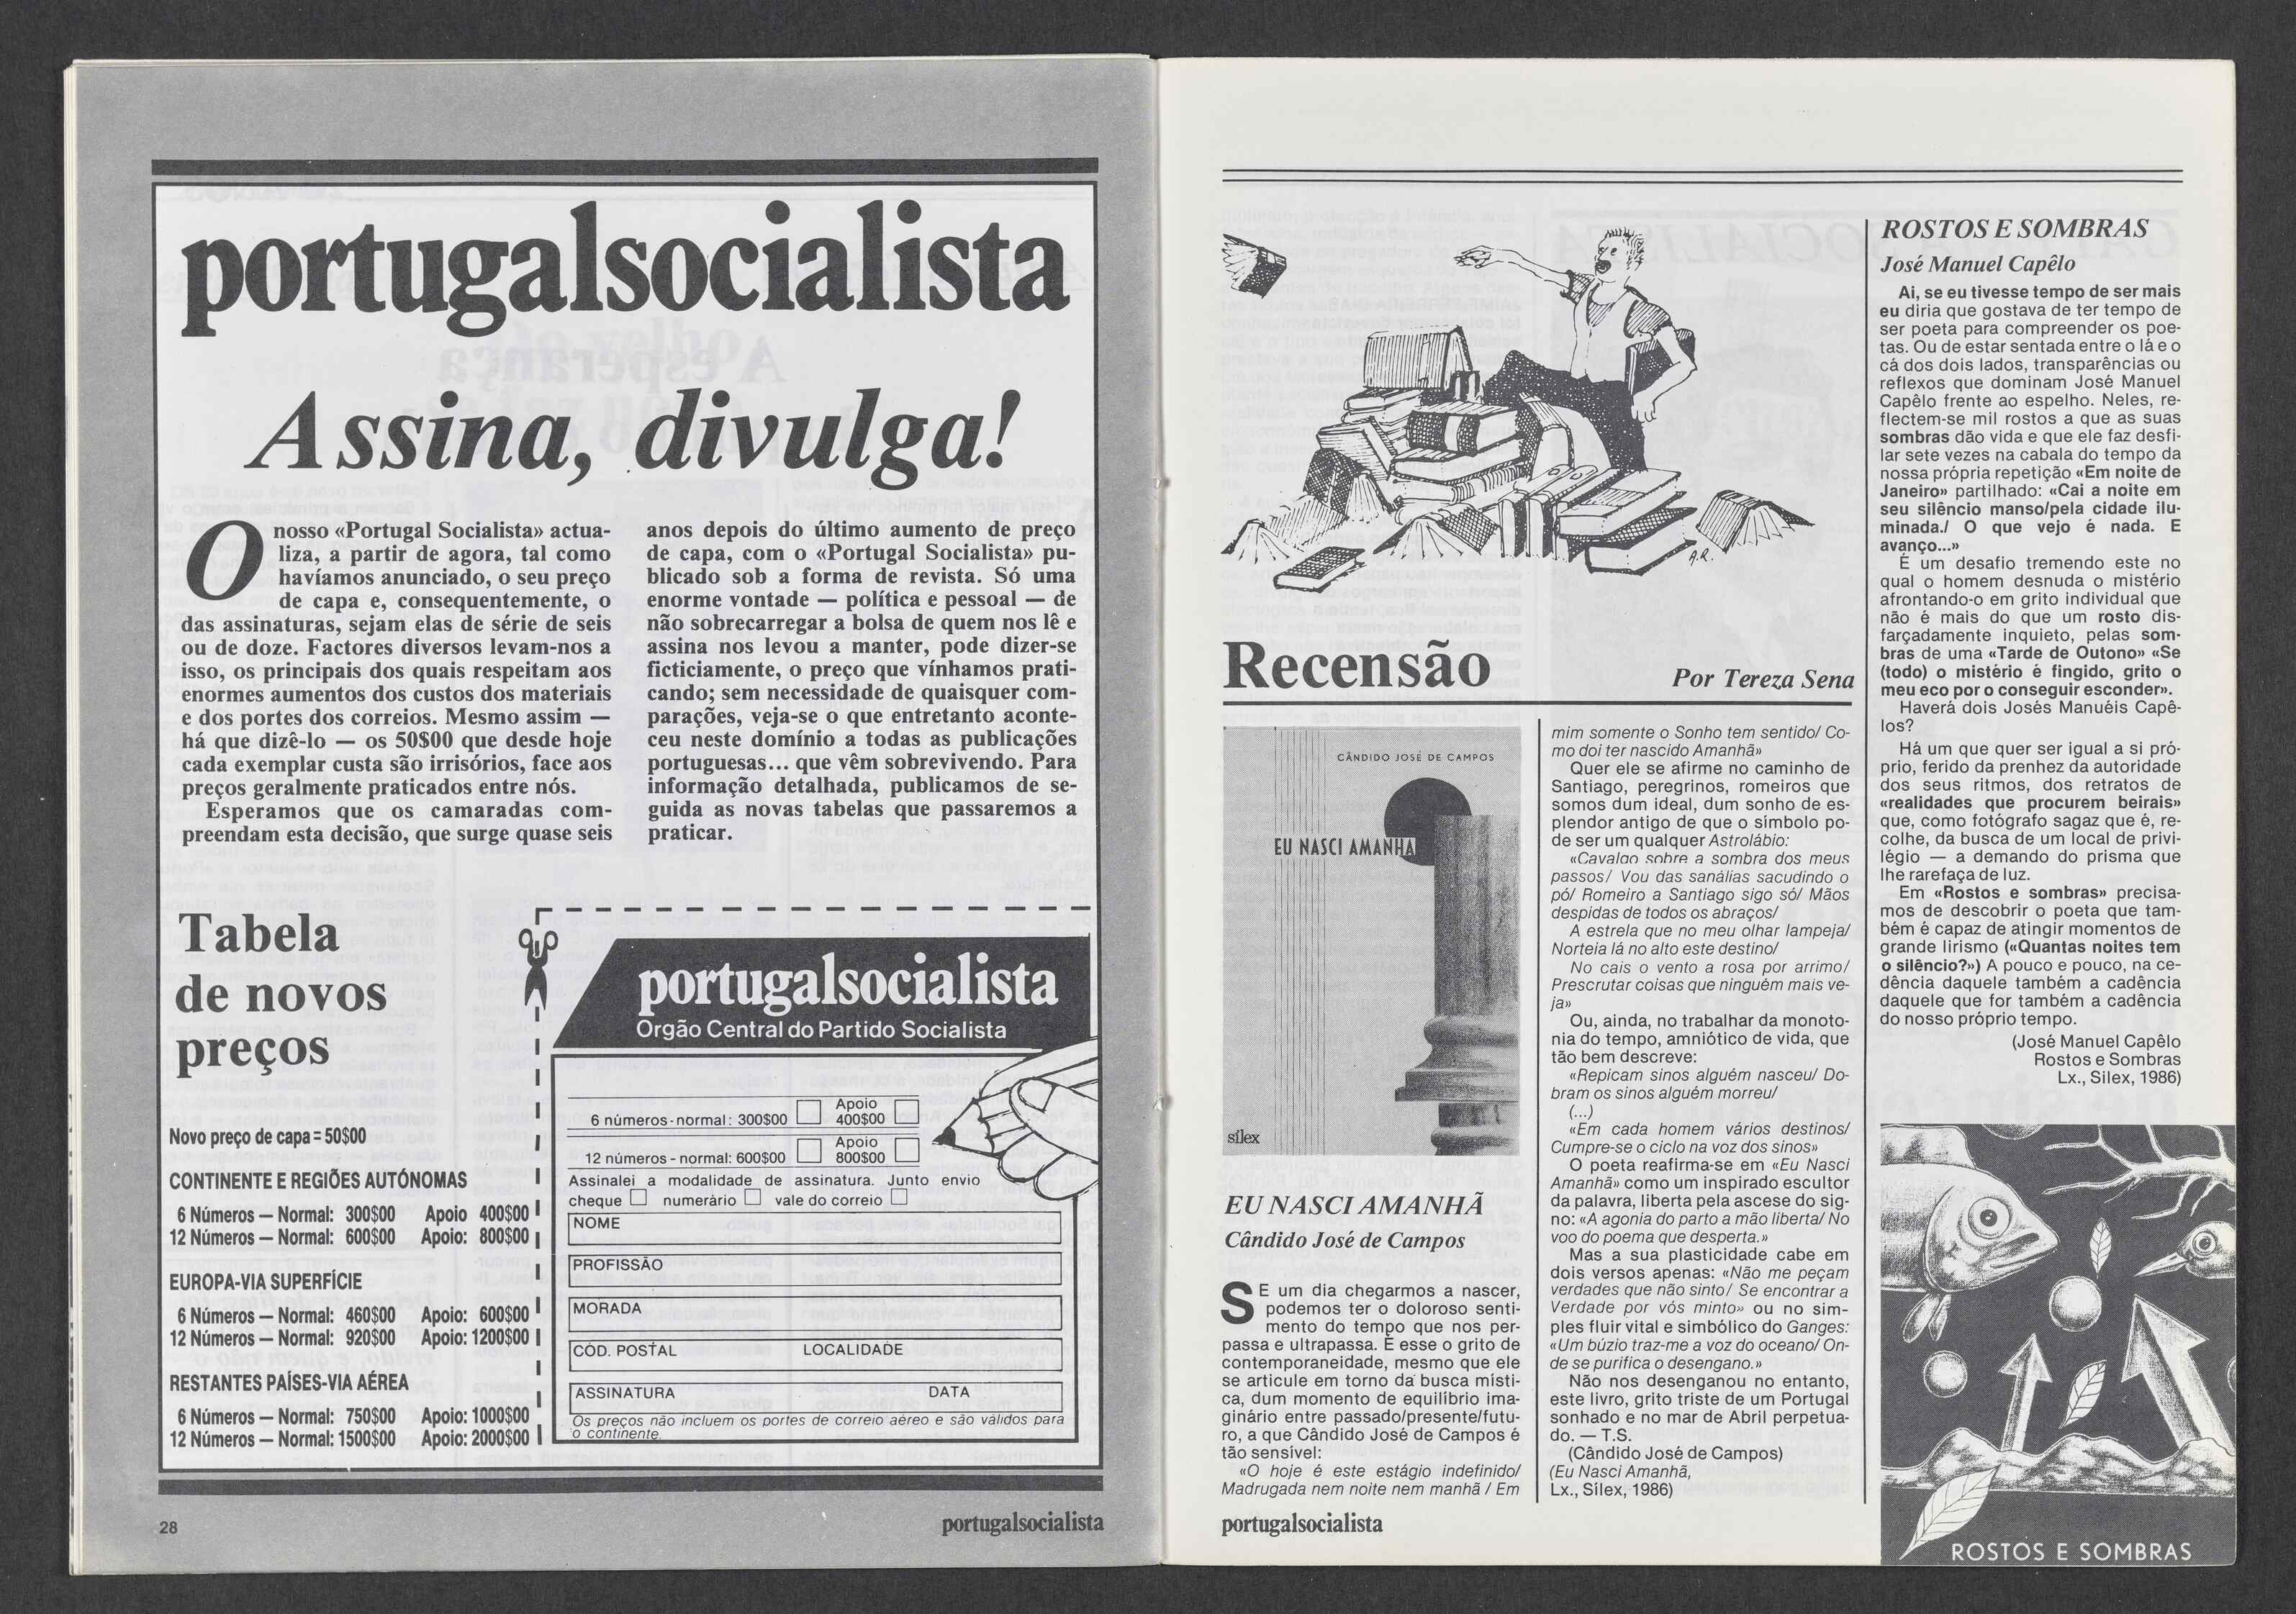 portugalsocialista
Assina, divulga!
O nosso «Portugal Socialista» actua-
liza, a partir de agora, tal como
havíamos anunciado, o seu preço
de capa e, consequentemente, o
das assinaturas, sejam elas de série de seis
ou de doze. Factores diversos levam-nos a
isso, os principais dos quais respeitam aos
enormes aumentos dos custos dos materiais
e dos portes dos correios. Mesmo assim —
há que dizê-lo — os 50$00 que desde hoje
cada exemplar custa são irrisórios, face aos
preços geralmente praticados entre nós.
Esperamos que os camaradas com-
preendam esta decisão, que surge quase seis
anos depois do último aumento de preço
de capa, com o «Portugal Socialista» pu-
blicado sob a forma de revista. Só uma
enorme vontade — política e pessoal — de
não sobrecarregar a bolsa de quem nos lê e
assina nos levou a manter, pode dizer-se
ficticiamente, o preço que vínhamos prati-
cando; sem necessidade de quaisquer com-
parações, veja-se o que entretanto aconte-
ceu neste domínio a todas as publicações
portuguesas... que vêm sobrevivendo. Para
informação detalhada, publicamos de se-
guida as novas tabelas que passaremos a
praticar.
Tabela
de novos
preços
Novo preço de capa = 50$00
CONTINENTE E REGIÕES AUTÓNOMAS
6 Números — Normal: 300$00 Apoio 400$00
12 Números — Normal: 600$00 Apoio: 800$00
EUROPA-VIA SUPERFÍCIE
6 Números — Normal: 460$00 Apoio: 600$00
12 Números — Normal: 920$00 Apoio: 1200$00
RESTANTES PAÍSES-VIA AÉREA
6 Números — Normal: 750$00 Apoio: 1000$00
12 Números — Normal: 1500$00 Apoio: 2000$00
portugalsocialista
Orgão Central do Partido Socialista
6 números - normal: 300$00 Apoio 400$00
12 números - normal: 600$00 Apoio 800$00
Assinalei a modalidade de assinatura. Junto envio
cheque numerário vale do correio
NOME
PROFISSÃO
MORADA
CÓD. POSTAL LOCALIDADE
ASSINATURA DATA
Os preços não incluem os portes de correio aéreo e são válidos para
o continente.
28
portugalsocialista
A.R.
Recensão
Por Tereza Sena
CÂNDIDO JOSÉ DE CAMPOS
EU NASCI AMANHÃ
sílex
EU NASCI AMANHÃ
Cândido José de Campos
SE um dia chegarmos a nascer,
podemos ter o doloroso senti-
mento do tempo que nos per-
passa e ultrapassa. É esse o grito de
contemporaneidade, mesmo que ele
se articule em torno da busca místi-
ca, dum momento de equilíbrio ima-
ginário entre passado/presente/futu-
ro, a que Cândido José de Campos é
tão sensível:
«O hoje é este estágio indefinido/
Madrugada nem noite nem manhã / Em
mim somente o Sonho tem sentido/ Co-
mo doi ter nascido Amanhã»
Quer ele se afirme no caminho de
Santiago, peregrinos, romeiros que
somos dum ideal, dum sonho de es-
plendor antigo de que o símbolo po-
de ser um qualquer Astrolábio:
«Cavalgo sobre a sombra dos meus
passos/ Vou das sanálias sacudindo o
pó/ Romeiro a Santiago sigo só/ Mãos
despidas de todos os abraços/
A estrela que no meu olhar lampeja/
Norteia lá no alto este destino/
No cais o vento a rosa por arrimo/
Prescrutar coisas que ninguém mais ve-
ja»
Ou, ainda, no trabalhar da monoto-
nia do tempo, amniótico de vida, que
tão bem descreve:
«Repicam sinos alguém nasceu/ Do-
bram os sinos alguém morreu/
(...)
«Em cada homem vários destinos/
Cumpre-se o ciclo na voz dos sinos»
O poeta reafirma-se em «Eu Nasci
Amanhã» como um inspirado escultor
da palavra, liberta pela ascese do sig-
no: «A agonia do parto a mão liberta/ No
voo do poema que desperta.»
Mas a sua plasticidade cabe em
dois versos apenas: «Não me peçam
verdades que não sinto/ Se encontrar a
Verdade por vós minto» ou no sim-
ples fluir vital e simbólico do Ganges:
«Um búzio traz-me a voz do oceano/ On-
de se purifica o desengano.»
Não nos desenganou no entanto,
este livro, grito triste de um Portugal
sonhado e no mar de Abril perpetua-
do. — T.S.
(Cândido José de Campos)
(Eu Nasci Amanhã,
Lx., Sílex, 1986)
ROSTOS E SOMBRAS
José Manuel Capêlo
Ai, se eu tivesse tempo de ser mais
eu diria que gostava de ter tempo de
ser poeta para compreender os poe-
tas. Ou de estar sentada entre o lá e o
cá dos dois lados, transparências ou
reflexos que dominam José Manuel
Capêlo frente ao espelho. Neles, re-
flectem-se mil rostos a que as suas
sombras dão vida e que ele faz desfi-
lar sete vezes na cabala do tempo da
nossa própria repetição «Em noite de
Janeiro» partilhado: «Cai a noite em
seu silêncio manso/pela cidade ilu-
minada./ O que vejo é nada. E
avanço...»
É um desafio tremendo este no
qual o homem desnuda o mistério
afrontando-o em grito individual que
não é mais do que um rosto dis-
farçadamente inquieto, pelas som-
bras de uma «Tarde de Outono» «Se
(todo) o mistério é fingido, grito o
meu eco por o conseguir esconder».
Haverá dois Josés Manuéis Capê-
los?
Há um que quer ser igual a si pró-
prio, ferido da prenhez da autoridade
dos seus ritmos, dos retratos de
«realidades que procurem beirais»
que, como fotógrafo sagaz que é, re-
colhe, da busca de um local de privi-
légio — a demando do prisma que
lhe rarefaça de luz.
Em «Rostos e sombras» precisa-
mos de descobrir o poeta que tam-
bém é capaz de atingir momentos de
grande lirismo («Quantas noites tem
o silêncio?») A pouco e pouco, na ce-
dência daquele também a cadência
daquele que for também a cadência
do nosso próprio tempo.
(José Manuel Capêlo
Rostos e Sombras
Lx., Silex, 1986)
ROSTOS E SOMBRAS
portugalsocialista